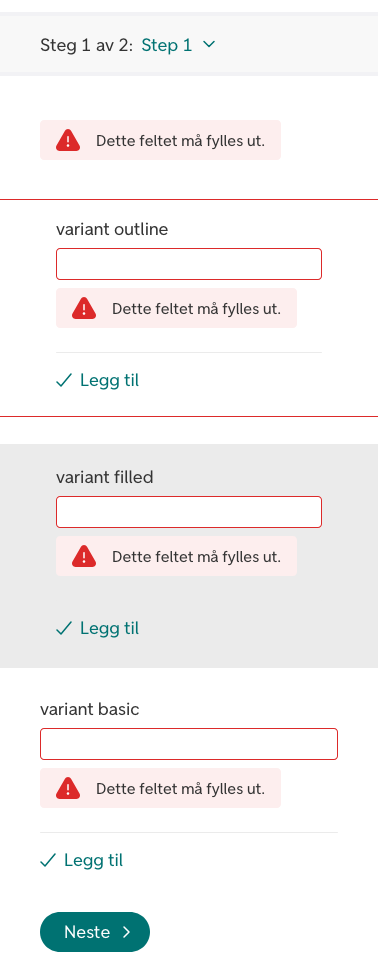 Steg 1 av 2: Step 1
Dette feltet må fylles ut.
variant outline
Dette feltet må fylles ut.
Legg til
variant filled
Dette feltet må fylles ut.
Legg til
variant basic
Dette feltet må fylles ut.
Legg til
Neste